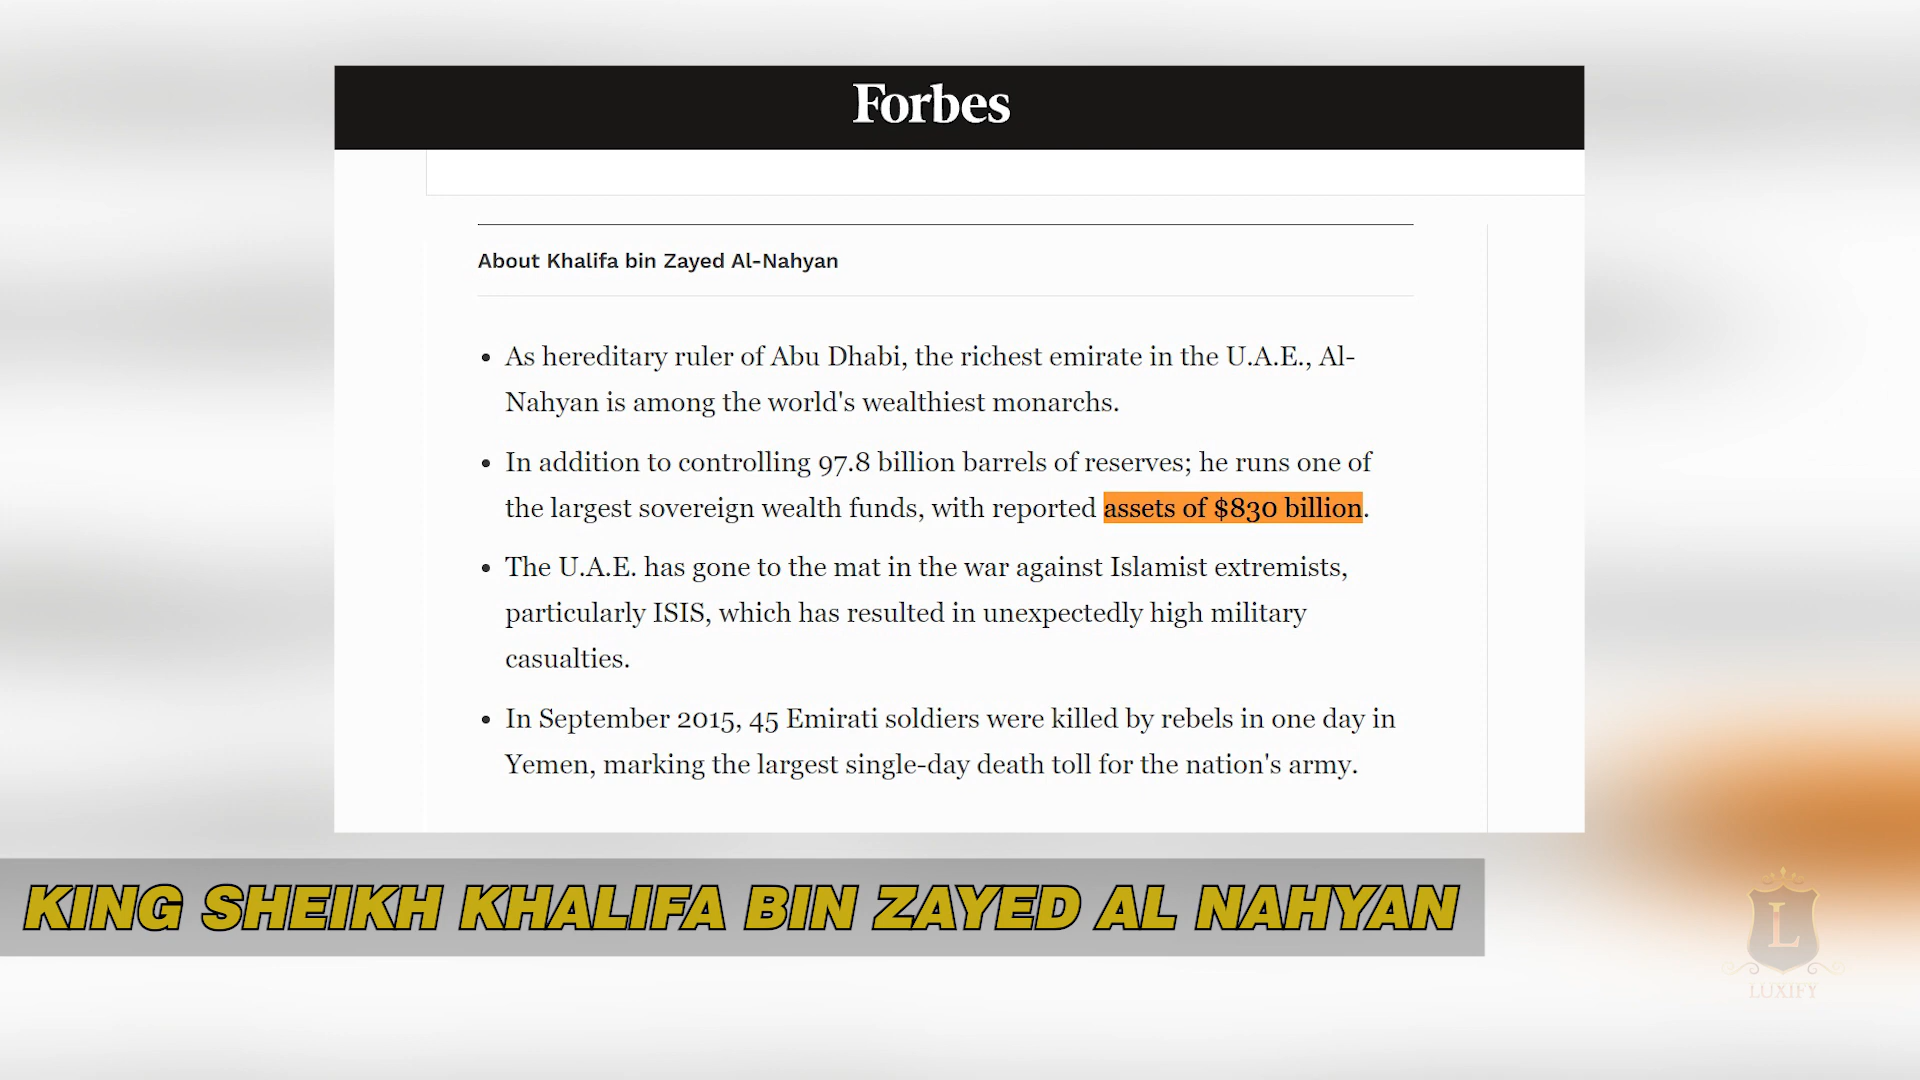 Forbes
About Khalifa bin Zayed Al-Nahyan
• As hereditary ruler of Abu Dhabi, the richest emirate in the U.A.E., Al-
Nahyan is among the world's wealthiest monarchs.
• In addition to controlling 97.8 billion barrels of reserves; he runs one of
the largest sovereign wealth funds, with reported assets of $830 billion.
• The U.A.E. has gone to the mat in the war against Islamist extremists,
particularly ISIS, which has resulted in unexpectedly high military
casualties.
• In September 2015, 45 Emirati soldiers were killed by rebels in one day in
Yemen, marking the largest single-day death toll for the nation's army.
KING SHEIKH KHALIFA BIN ZAYED AL NAHYAN
L
LUXIFY